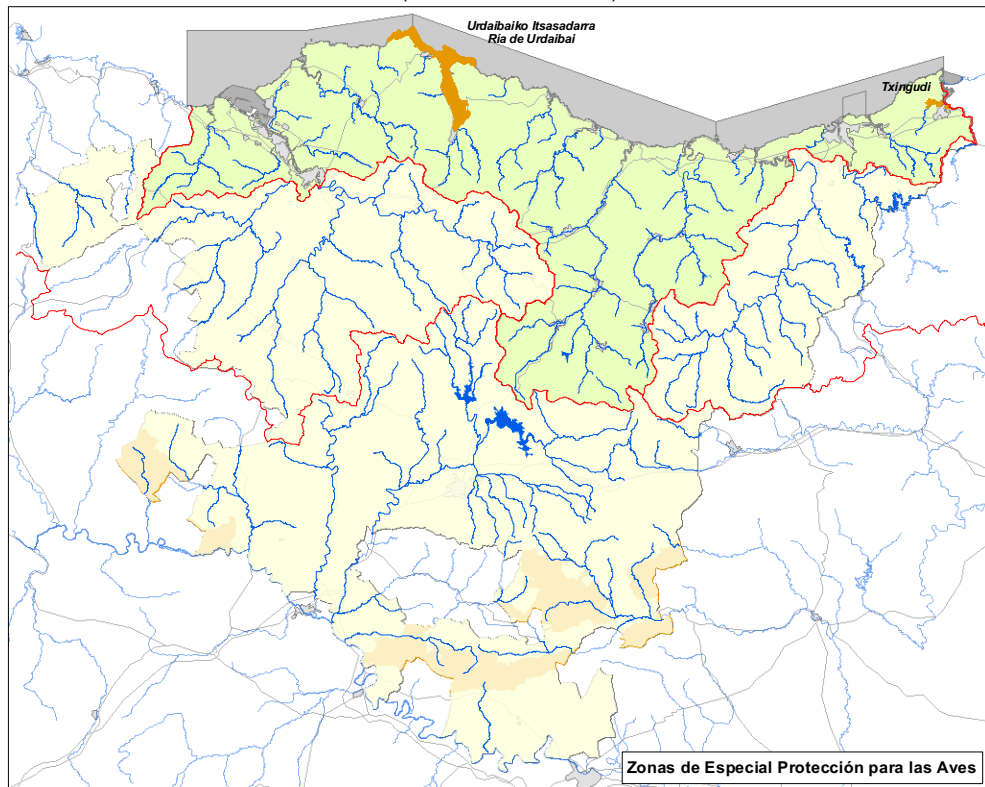 Urdaibaiko Itsasadarra
Ría de Urdaibai
Txingudi
Zonas de Especial Protección para las Aves